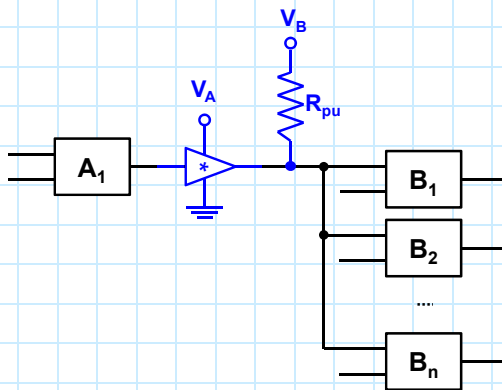 V_B
V_A
R_pu
A_1
*
B_1
B_2
....
B_n